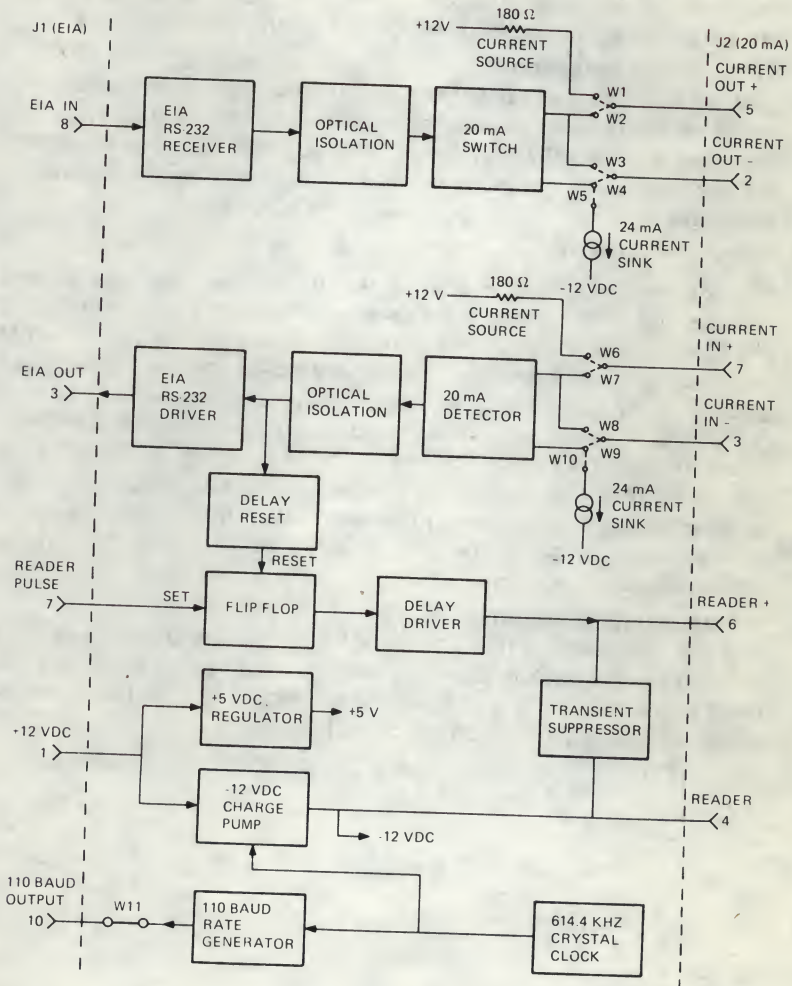 J1 (EIA)
J2 (20 mA)
180 Ω
+12V
CURRENT
SOURCE
CURRENT
OUT +
5
W1
W2
EIA IN
8
EIA
RS-232
RECEIVER
OPTICAL
ISOLATION
20 mA
SWITCH
CURRENT
OUT -
2
W3
W4
W5
24 mA
CURRENT
SINK
-12 VDC
180 Ω
+12 V
CURRENT
SOURCE
CURRENT
IN +
7
W6
W7
EIA OUT
3
EIA
RS-232
DRIVER
OPTICAL
ISOLATION
20 mA
DETECTOR
CURRENT
IN -
3
W8
W9
W10
24 mA
CURRENT
SINK
-12 VDC
DELAY
RESET
RESET
READER
PULSE
7
SET
FLIP FLOP
DELAY
DRIVER
READER +
6
+5 VDC
REGULATOR
+5 V
TRANSIENT
SUPPRESSOR
+12 VDC
1
-12 VDC
CHARGE
PUMP
-12 VDC
READER
4
110 BAUD
OUTPUT
10
W11
110 BAUD
RATE
GENERATOR
614.4 KHZ
CRYSTAL
CLOCK